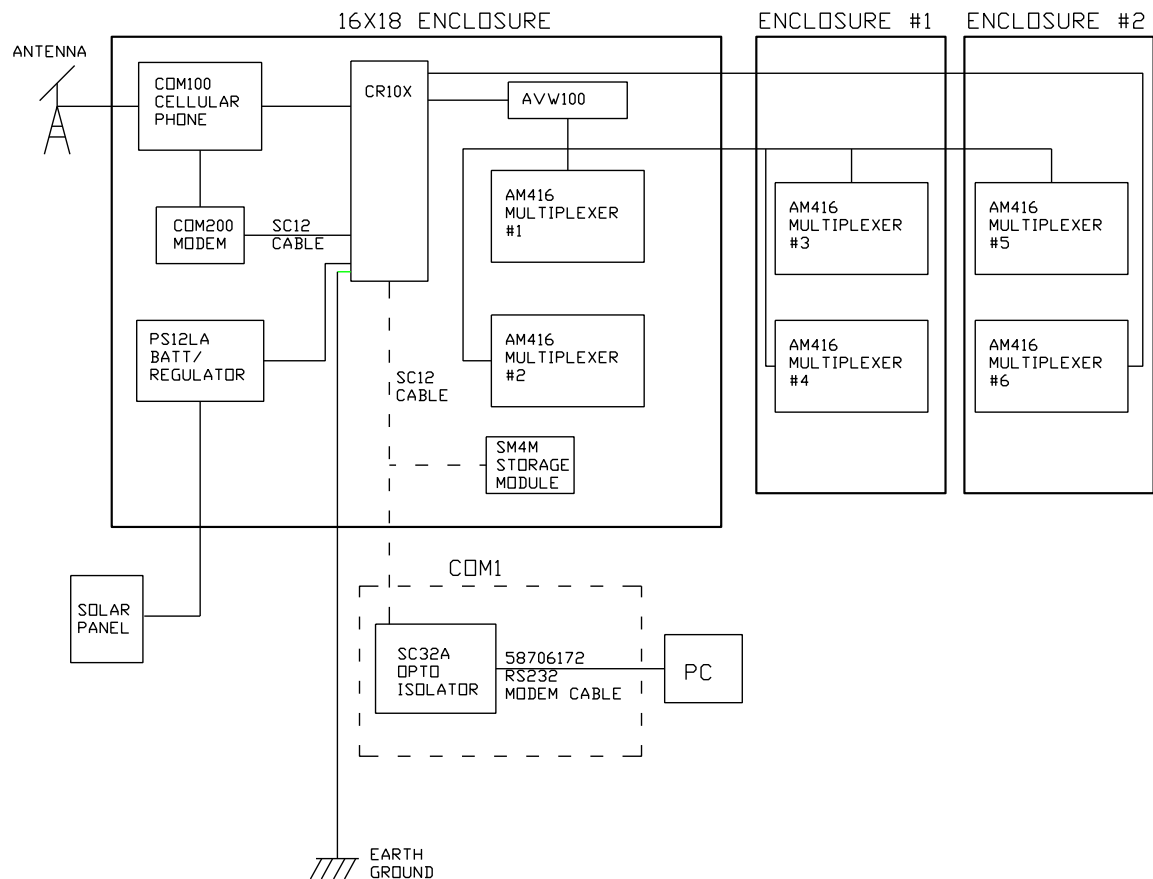 16X18 ENCLOSURE
ENCLOSURE #1
ENCLOSURE #2
ANTENNA
COM100
CELLULAR
PHONE
CR10X
AVW100
AM416
MULTIPLEXER
#1
AM416
MULTIPLEXER
#3
AM416
MULTIPLEXER
#5
COM200
MODEM
SC12
CABLE
PS12LA
BATT/
REGULATOR
AM416
MULTIPLEXER
#2
AM416
MULTIPLEXER
#4
AM416
MULTIPLEXER
#6
SC12
CABLE
SM4M
STORAGE
MODULE
COM1
SOLAR
PANEL
SC32A
OPTO
ISOLATOR
58706172
RS232
MODEM CABLE
PC
EARTH
GROUND